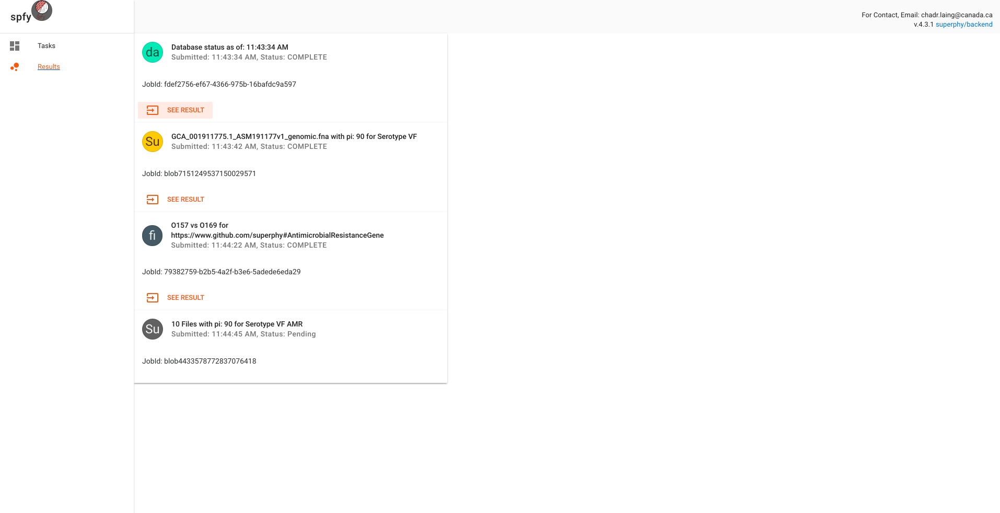 spfy
For Contact, Email: chadr.laing@canada.ca
v.4.3.1 superphy/backend
Tasks
Results
da
Database status as of: 11:43:34 AM
Submitted: 11:43:34 AM, Status: COMPLETE
JobId: fdef2756-ef67-4366-975b-16bafdc9a597
SEE RESULT
Su
GCA_001911775.1_ASM191177v1_genomic.fna with pi: 90 for Serotype VF
Submitted: 11:43:42 AM, Status: COMPLETE
JobId: blob7151249537150029571
SEE RESULT
fi
O157 vs O169 for
https://www.github.com/superphy#AntimicrobialResistanceGene
Submitted: 11:44:22 AM, Status: COMPLETE
JobId: 79382759-b2b5-4a2f-b3e6-5adede6eda29
SEE RESULT
Su
10 Files with pi: 90 for Serotype VF AMR
Submitted: 11:44:45 AM, Status: Pending
JobId: blob4433578772837076418